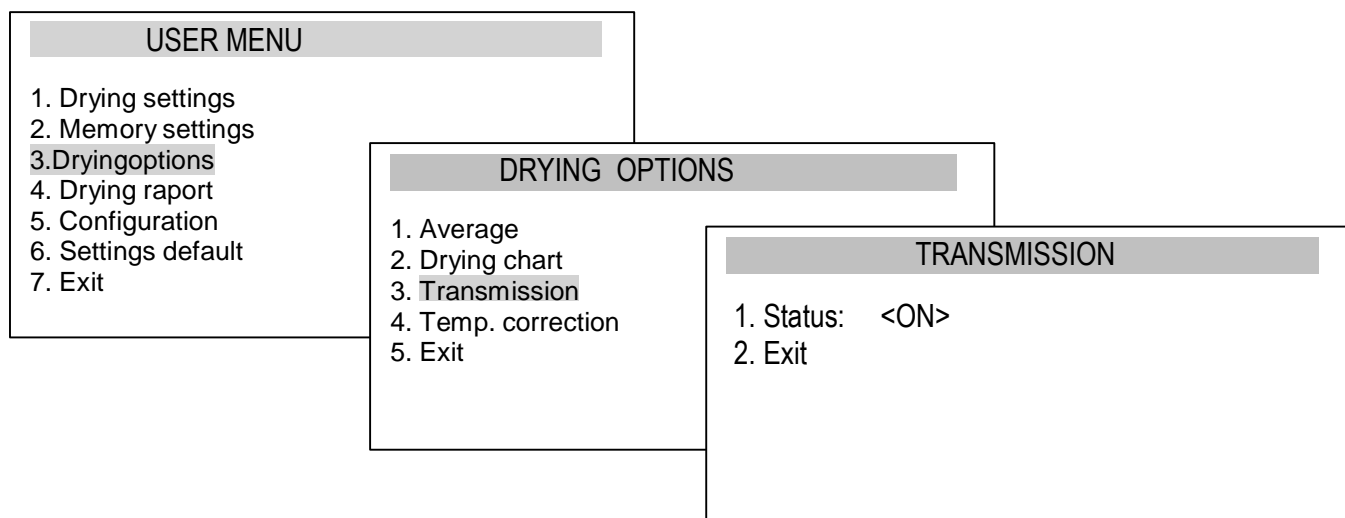 USER MENU
1. Drying settings
2. Memory settings
3.Dryingoptions
4. Drying raport
5. Configuration
6. Settings default
7. Exit
DRYING OPTIONS
1. Average
2. Drying chart
3. Transmission
4. Temp. correction
5. Exit
TRANSMISSION
1. Status: <ON>
2. Exit